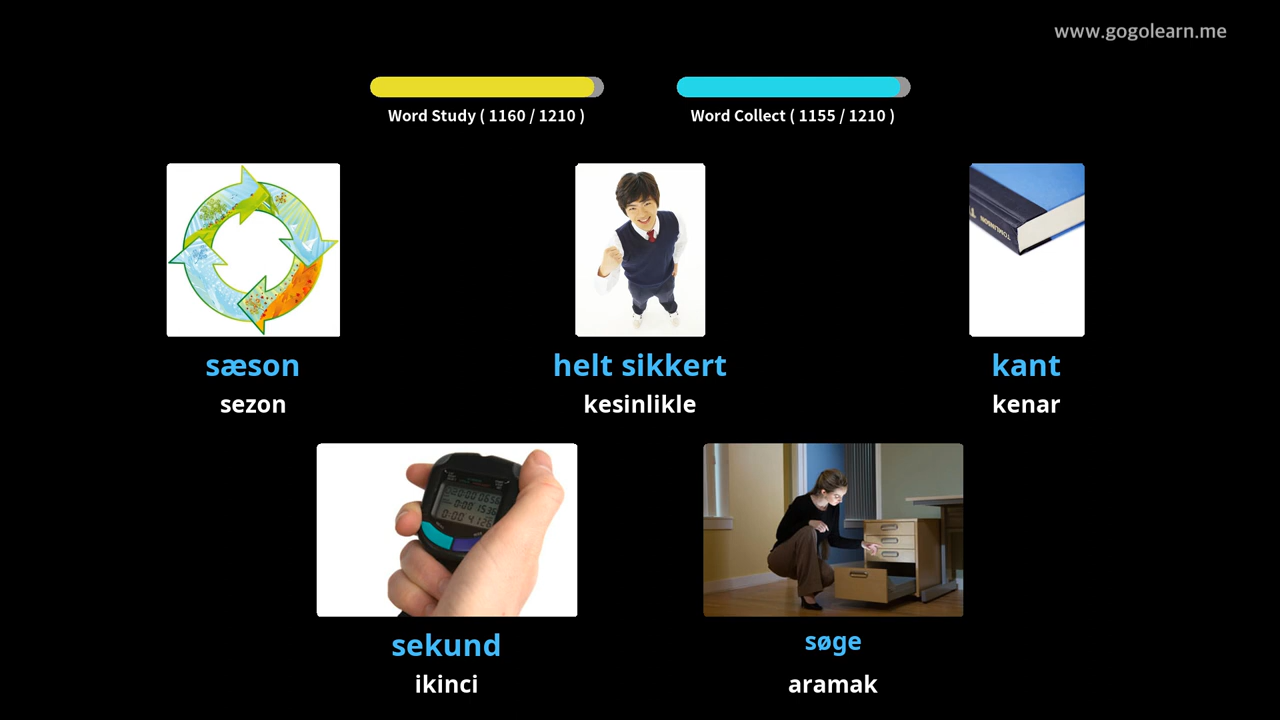 www.gogolearn.me
Word Study ( 1160 / 1210 )
Word Collect ( 1155 / 1210 )
TOMLINSON
sæson
helt sikkert
kant
sezon
kesinlikle
kenar
sekund
søge
ikinci
aramak